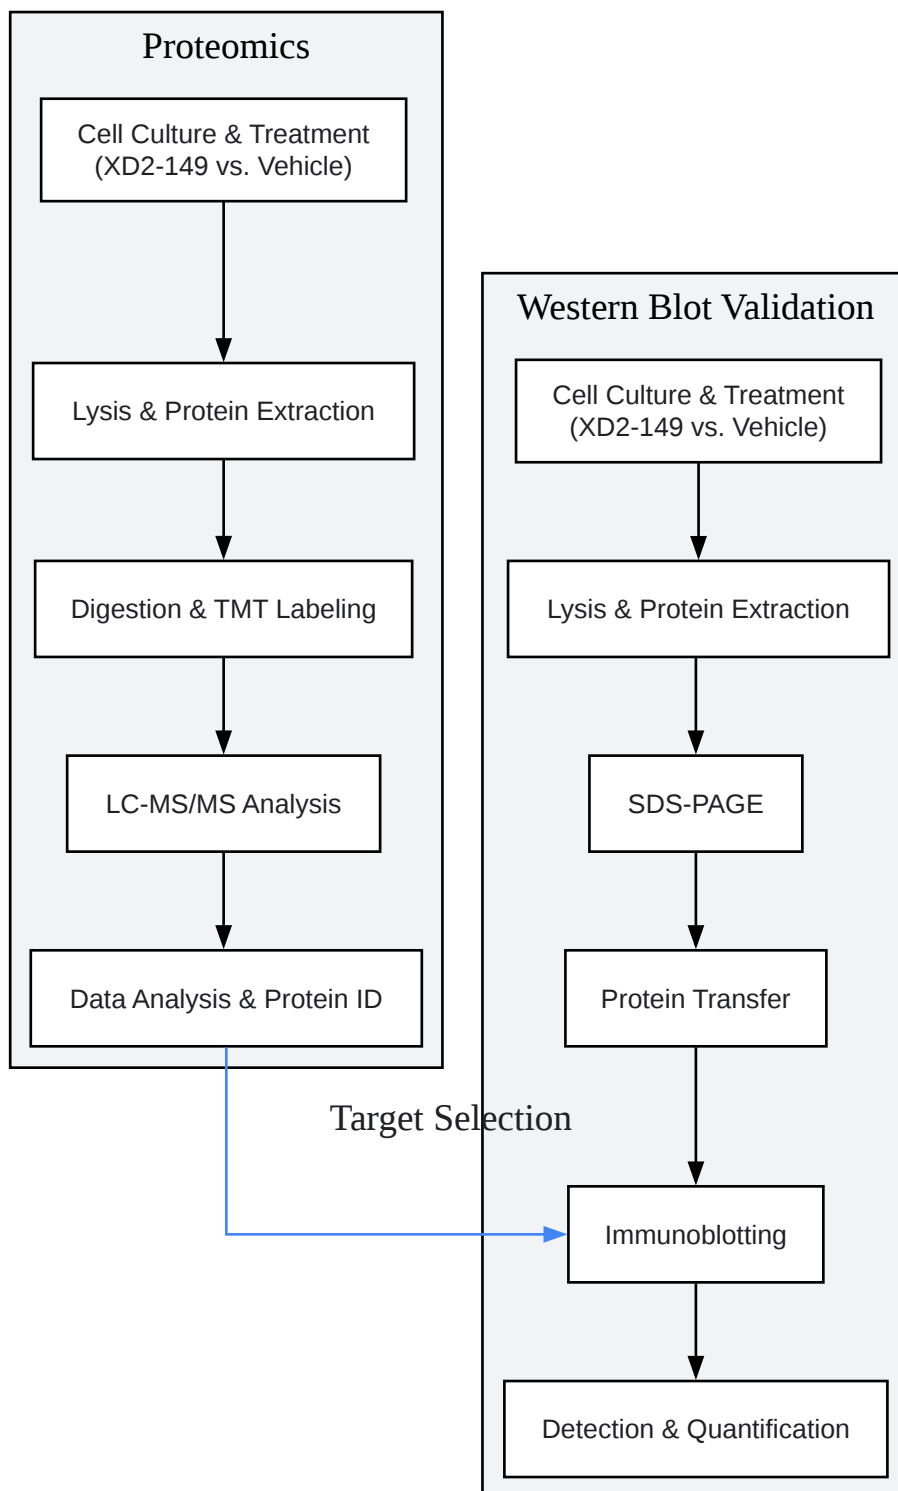 Proteomics
Cell Culture & Treatment
(XD2-149 vs. Vehicle)
Lysis & Protein Extraction
Digestion & TMT Labeling
LC-MS/MS Analysis
Data Analysis & Protein ID
Target Selection
Western Blot Validation
Cell Culture & Treatment
(XD2-149 vs. Vehicle)
Lysis & Protein Extraction
SDS-PAGE
Protein Transfer
Immunoblotting
Detection & Quantification